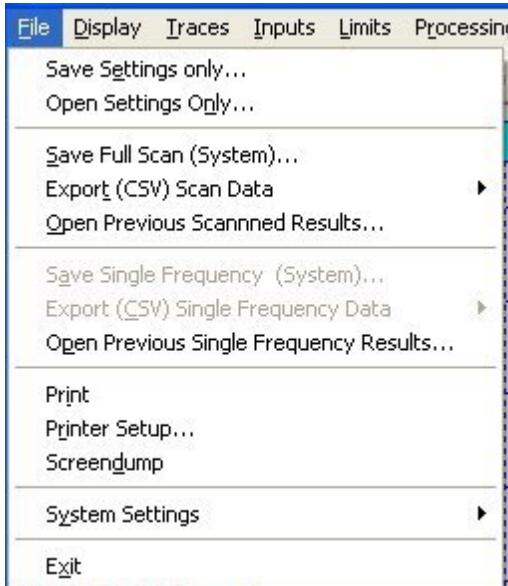 File Display Traces Inputs Limits Processing
Save Settings only...
Open Settings Only...
Save Full Scan (System)...
Export (CSV) Scan Data
Open Previous Scannned Results...
Save Single Frequency (System)...
Export (CSV) Single Frequency Data
Open Previous Single Frequency Results...
Print
Printer Setup...
Screendump
System Settings
Exit